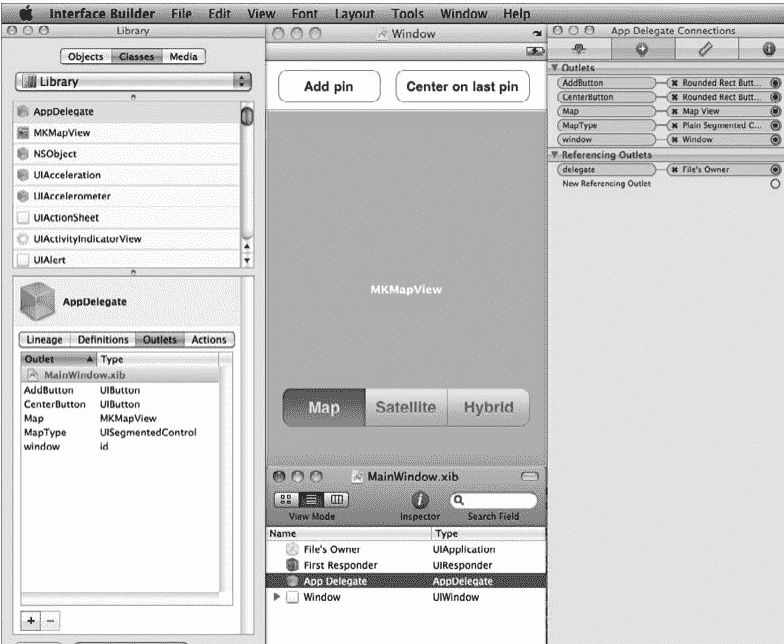 Interface Builder File Edit View Font Layout Tools Window Help
Library
Objects Classes Media
Library
AppDelegate
MKMapView
NSObject
UIAcceleration
UIAccelerometer
UIActionSheet
UIActivityIndicatorView
UIAlert
AppDelegate
Lineage Definitions Outlets Actions
Outlet Type
MainWindow.xib
AddButton UIButton
CenterButton UIButton
Map MKMapView
MapType UISegmentedControl
window id
+ −
Window
Add pin Center on last pin
MKMapView
Map Satellite Hybrid
MainWindow.xib
View Mode Inspector Search Field
Name Type
File's Owner UIApplication
First Responder UIResponder
App Delegate AppDelegate
Window UIWindow
App Delegate Connections
Outlets
AddButton Rounded Rect Butt...
CenterButton Rounded Rect Butt...
Map Map View
MapType Plain Segmented C...
window Window
Referencing Outlets
delegate File's Owner
New Referencing Outlet